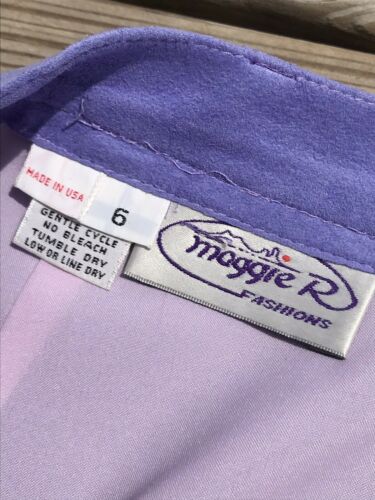 MADE IN USA
6
GENTLE CYCLE
NO BLEACH
TUMBLE DRY
LOW OR LINE DRY
maggie R
FASHIONS